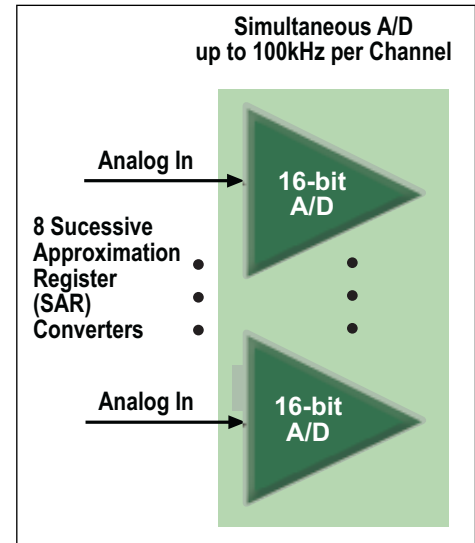 Simultaneous A/D
up to 100kHz per Channel
Analog In
16-bit
A/D
8 Sucessive
Approximation
Register
(SAR)
Converters
Analog In
16-bit
A/D